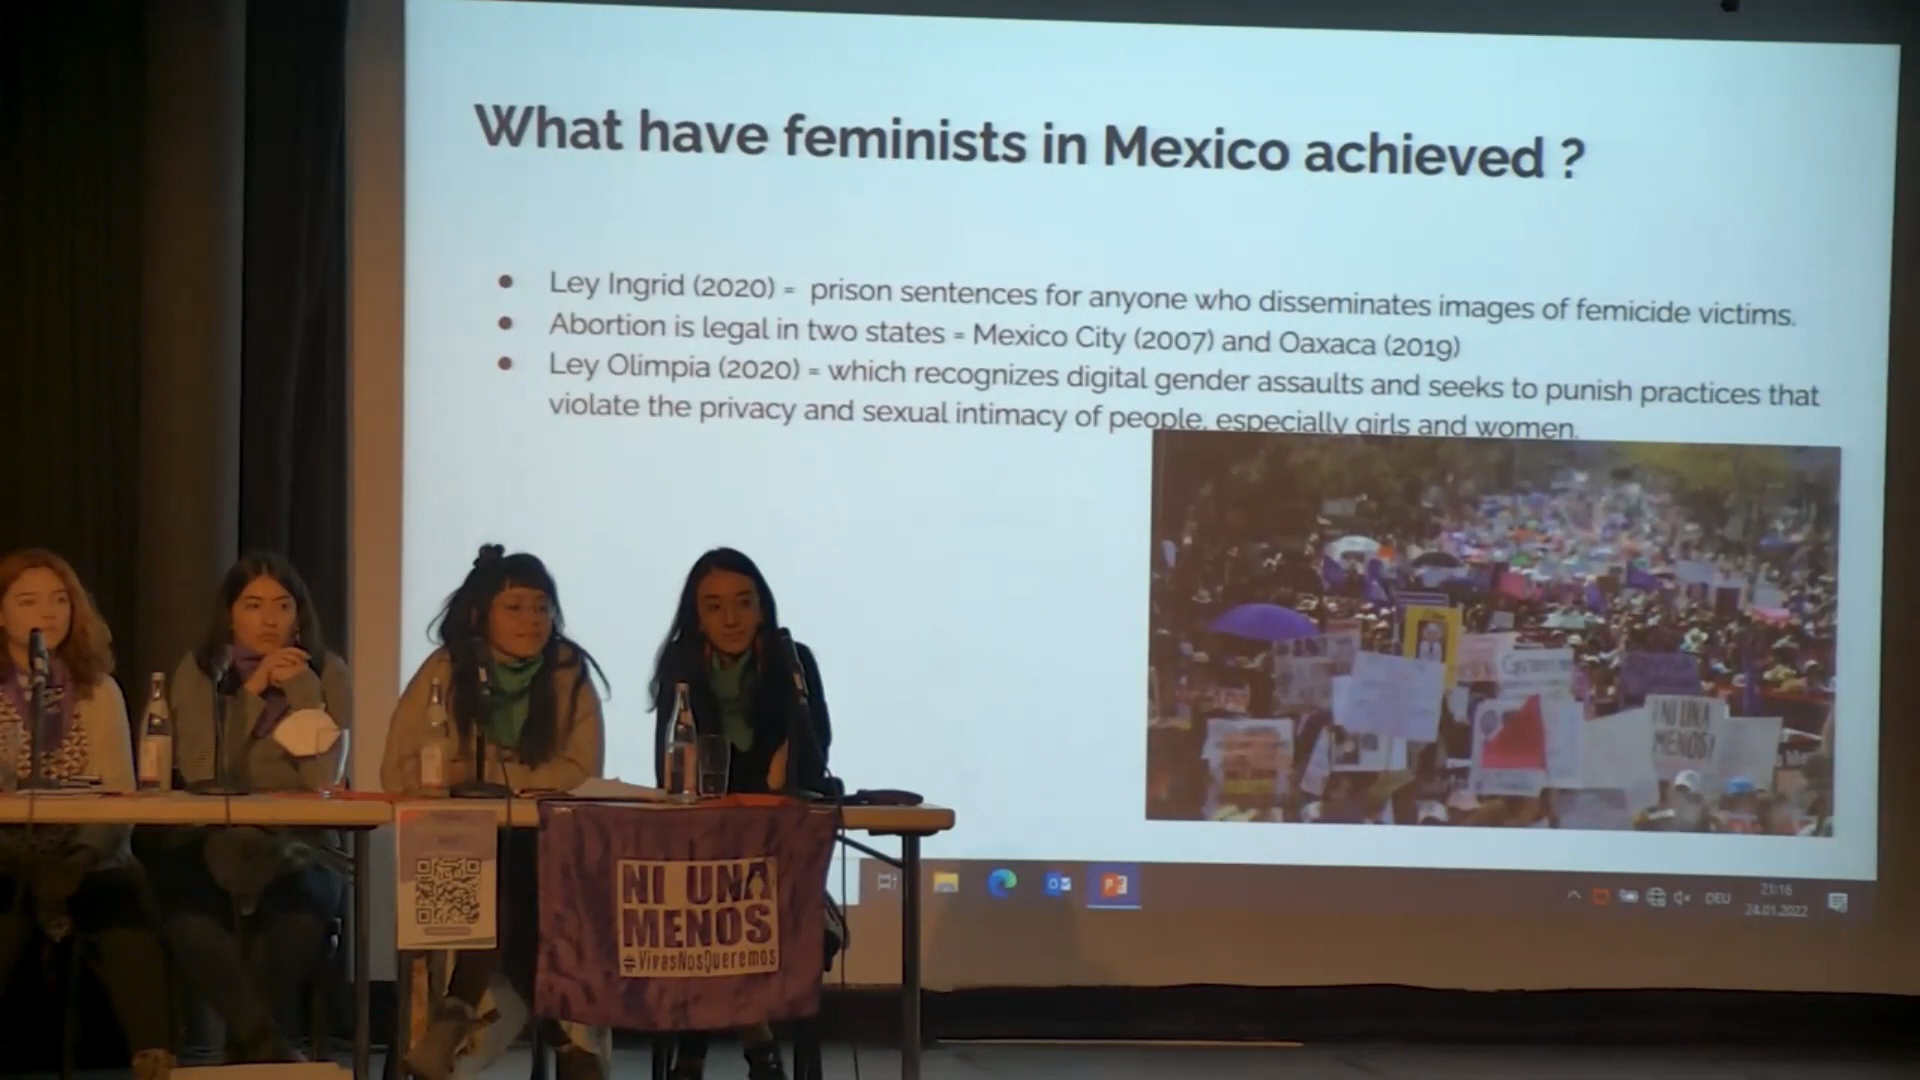 What have feminists in Mexico achieved ?
● Ley Ingrid (2020) = prison sentences for anyone who disseminates images of femicide victims.
● Abortion is legal in two states = Mexico City (2007) and Oaxaca (2019)
● Ley Olimpia (2020) = which recognizes digital gender assaults and seeks to punish practices that
violate the privacy and sexual intimacy of people, especially girls and women.
¡NI UNA
MENOS!
NI UNA
MENOS
#VivasNosQueremos
DEU
21:16
24.01.2022